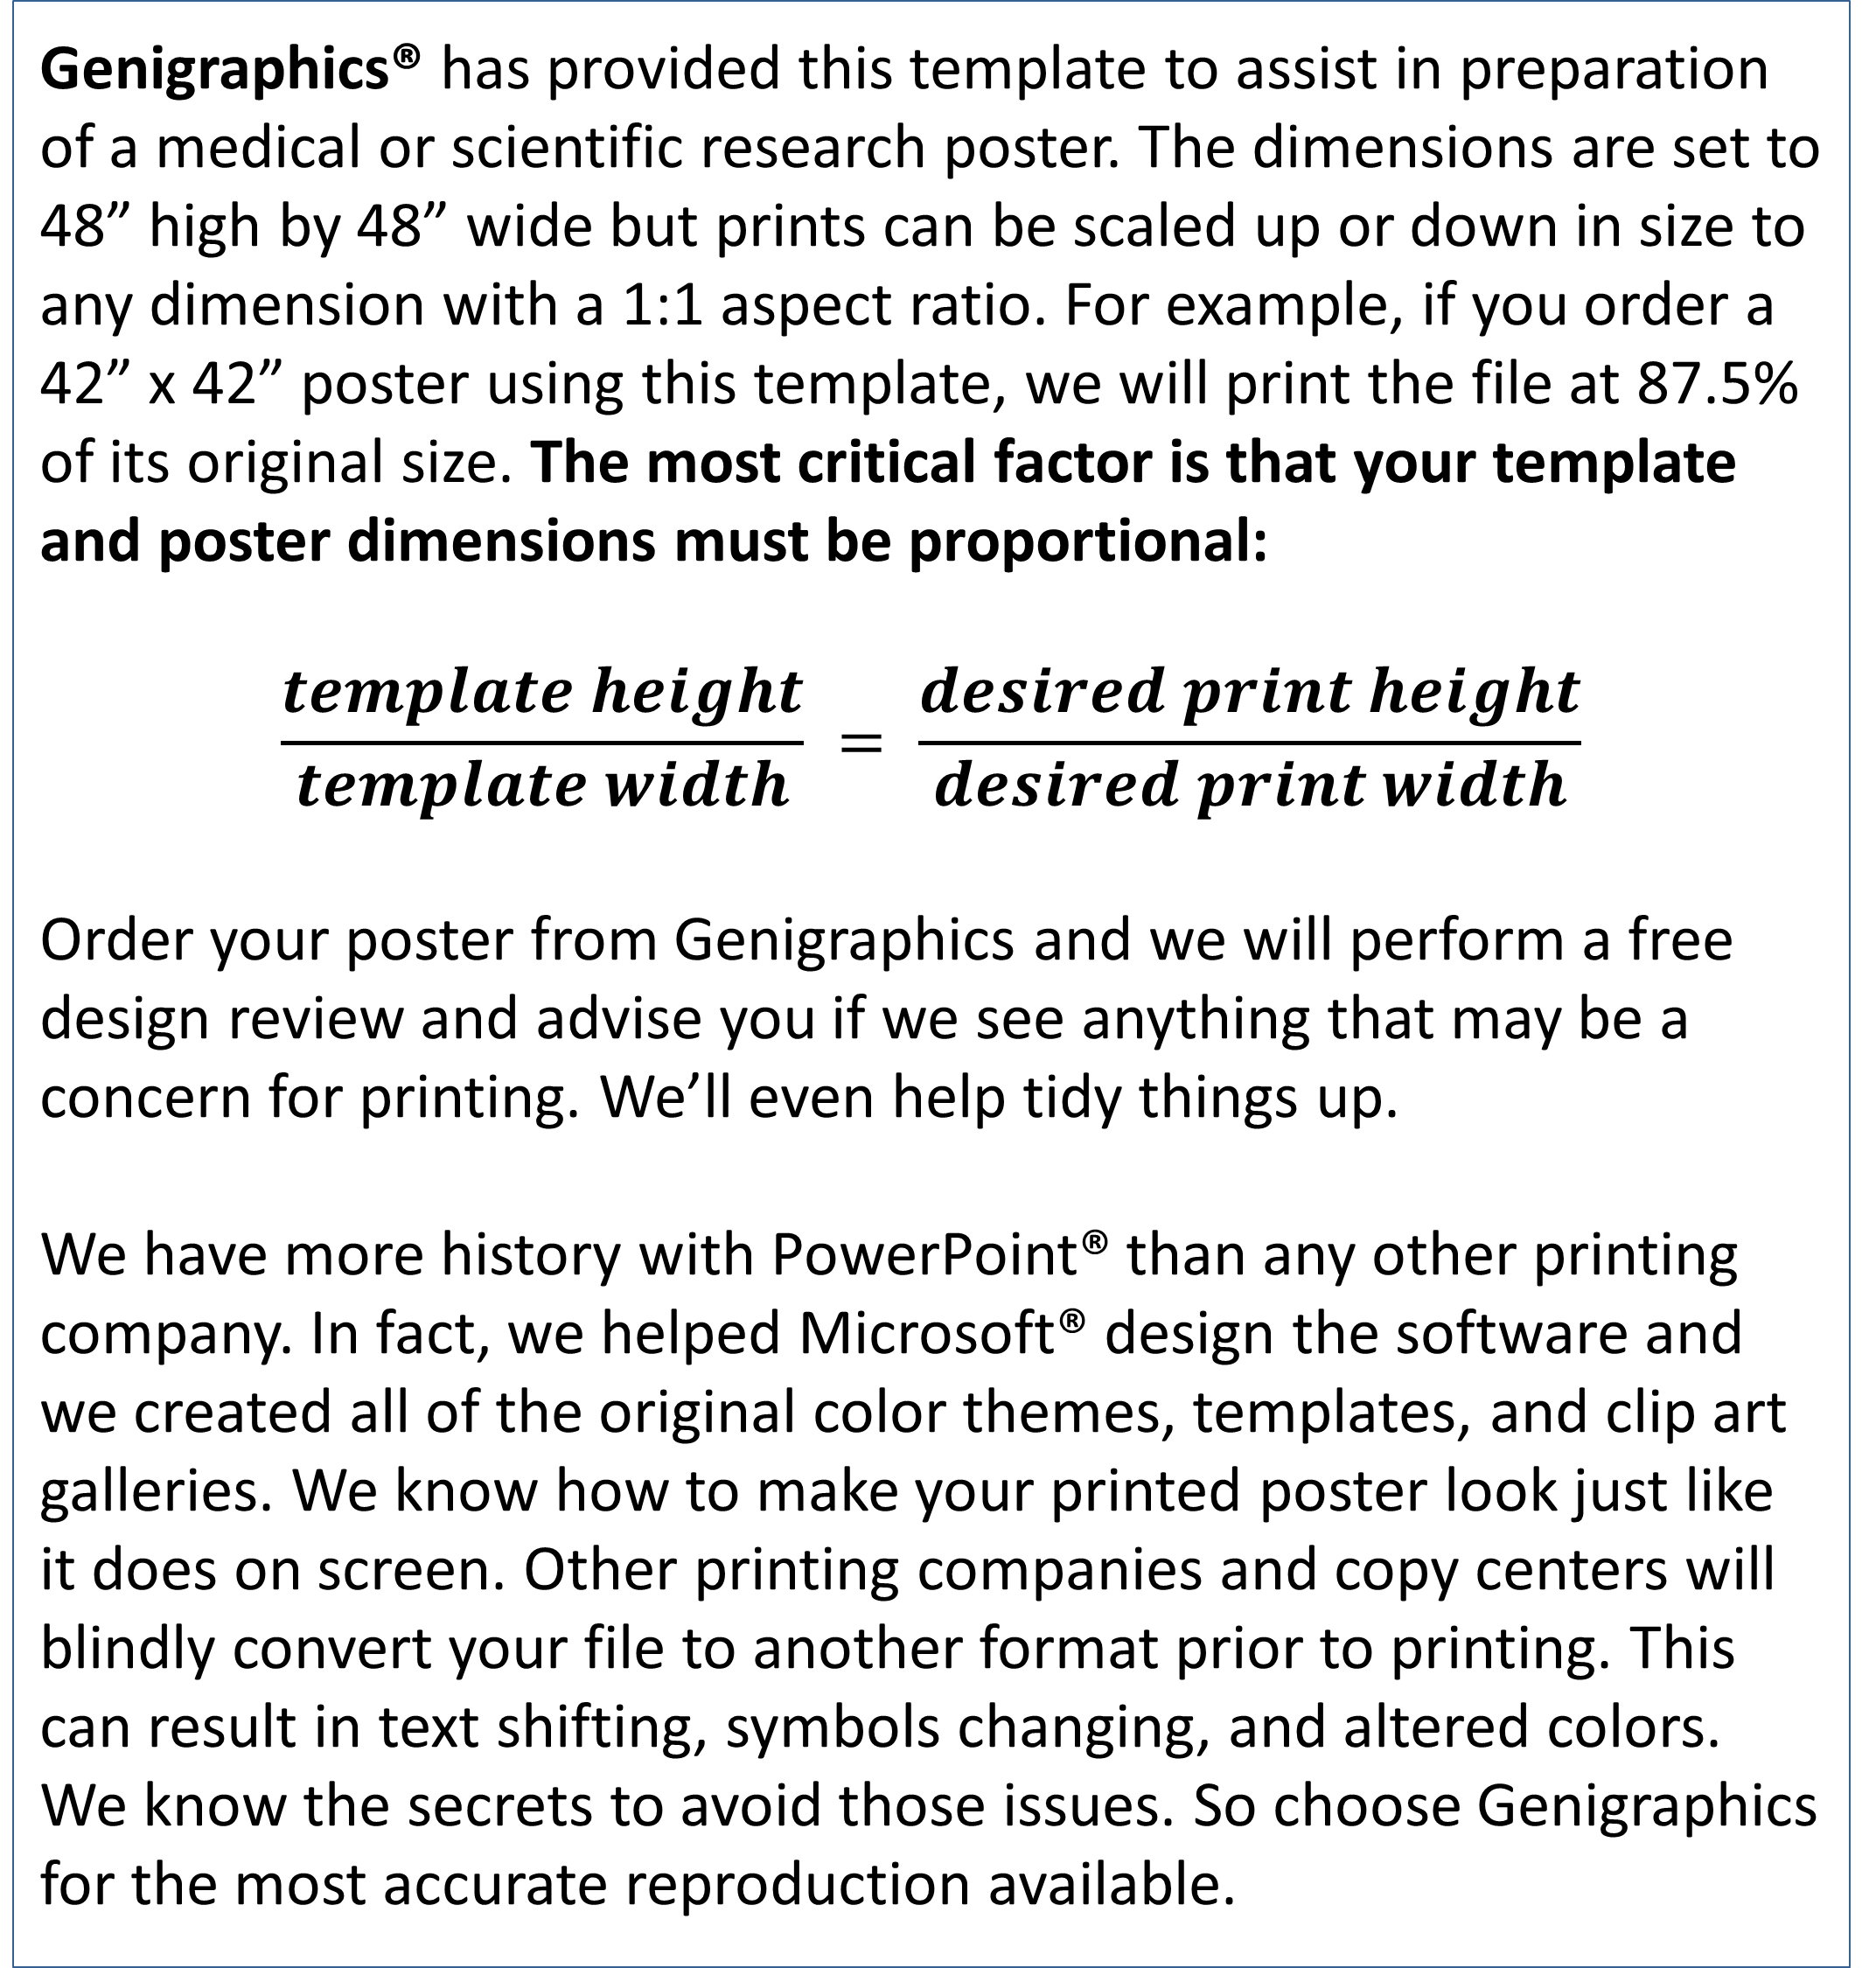 Genigraphics® has provided this template to assist in preparation
of a medical or scientific research poster. The dimensions are set to
48” high by 48” wide but prints can be scaled up or down in size to
any dimension with a 1:1 aspect ratio. For example, if you order a
42” x 42” poster using this template, we will print the file at 87.5%
of its original size. The most critical factor is that your template
and poster dimensions must be proportional:
template height / template width = desired print height / desired print width
Order your poster from Genigraphics and we will perform a free
design review and advise you if we see anything that may be a
concern for printing. We’ll even help tidy things up.
We have more history with PowerPoint® than any other printing
company. In fact, we helped Microsoft® design the software and
we created all of the original color themes, templates, and clip art
galleries. We know how to make your printed poster look just like
it does on screen. Other printing companies and copy centers will
blindly convert your file to another format prior to printing. This
can result in text shifting, symbols changing, and altered colors.
We know the secrets to avoid those issues. So choose Genigraphics
for the most accurate reproduction available.